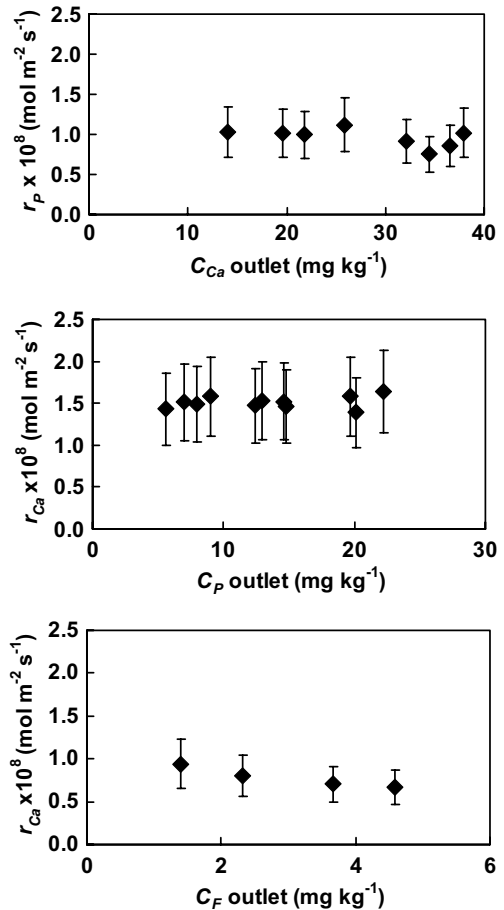 2.5
2.0
1.5
1.0
0.5
0.0
r_P x 10^8 (mol m^-2 s^-1)
0 10 20 30 40
C_Ca outlet (mg kg^-1)
2.5
2.0
1.5
1.0
0.5
0.0
r_Ca x10^8 (mol m^-2 s^-1)
0 10 20 30
C_P outlet (mg kg^-1)
2.5
2.0
1.5
1.0
0.5
0.0
r_Ca x10^8 (mol m^-2 s^-1)
0 2 4 6
C_F outlet (mg kg^-1)